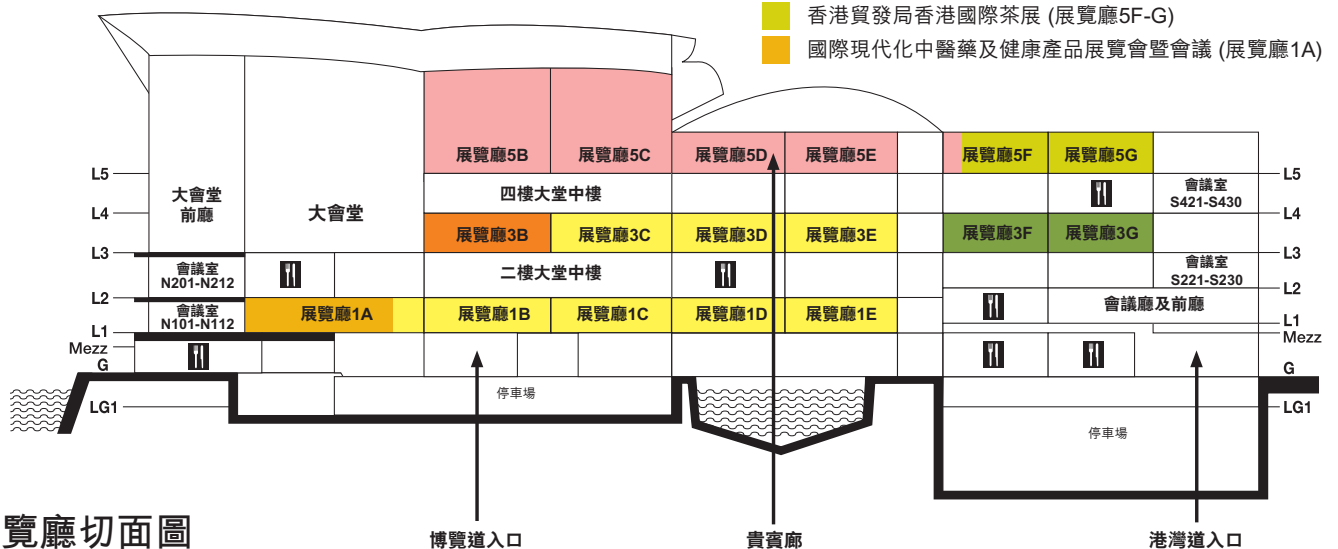 香港貿發局香港國際茶展 (展覽廳5F-G)
國際現代化中醫藥及健康產品展覽會暨會議 (展覽廳1A)
展覽廳5B
展覽廳5C
展覽廳5D
展覽廳5E
展覽廳5F
展覽廳5G
L5
L5
大會堂
前廳
大會堂
四樓大堂中樓
會議室
S421-S430
L4
L4
展覽廳3B
展覽廳3C
展覽廳3D
展覽廳3E
展覽廳3F
展覽廳3G
L3
L3
會議室
N201-N212
二樓大堂中樓
會議室
S221-S230
L2
L2
會議室
N101-N112
展覽廳1A
展覽廳1B
展覽廳1C
展覽廳1D
展覽廳1E
會議廳及前廳
L1
L1
Mezz
Mezz
G
G
停車場
LG1
LG1
停車場
覽廳切面圖
博覽道入口
貴賓廊
港灣道入口